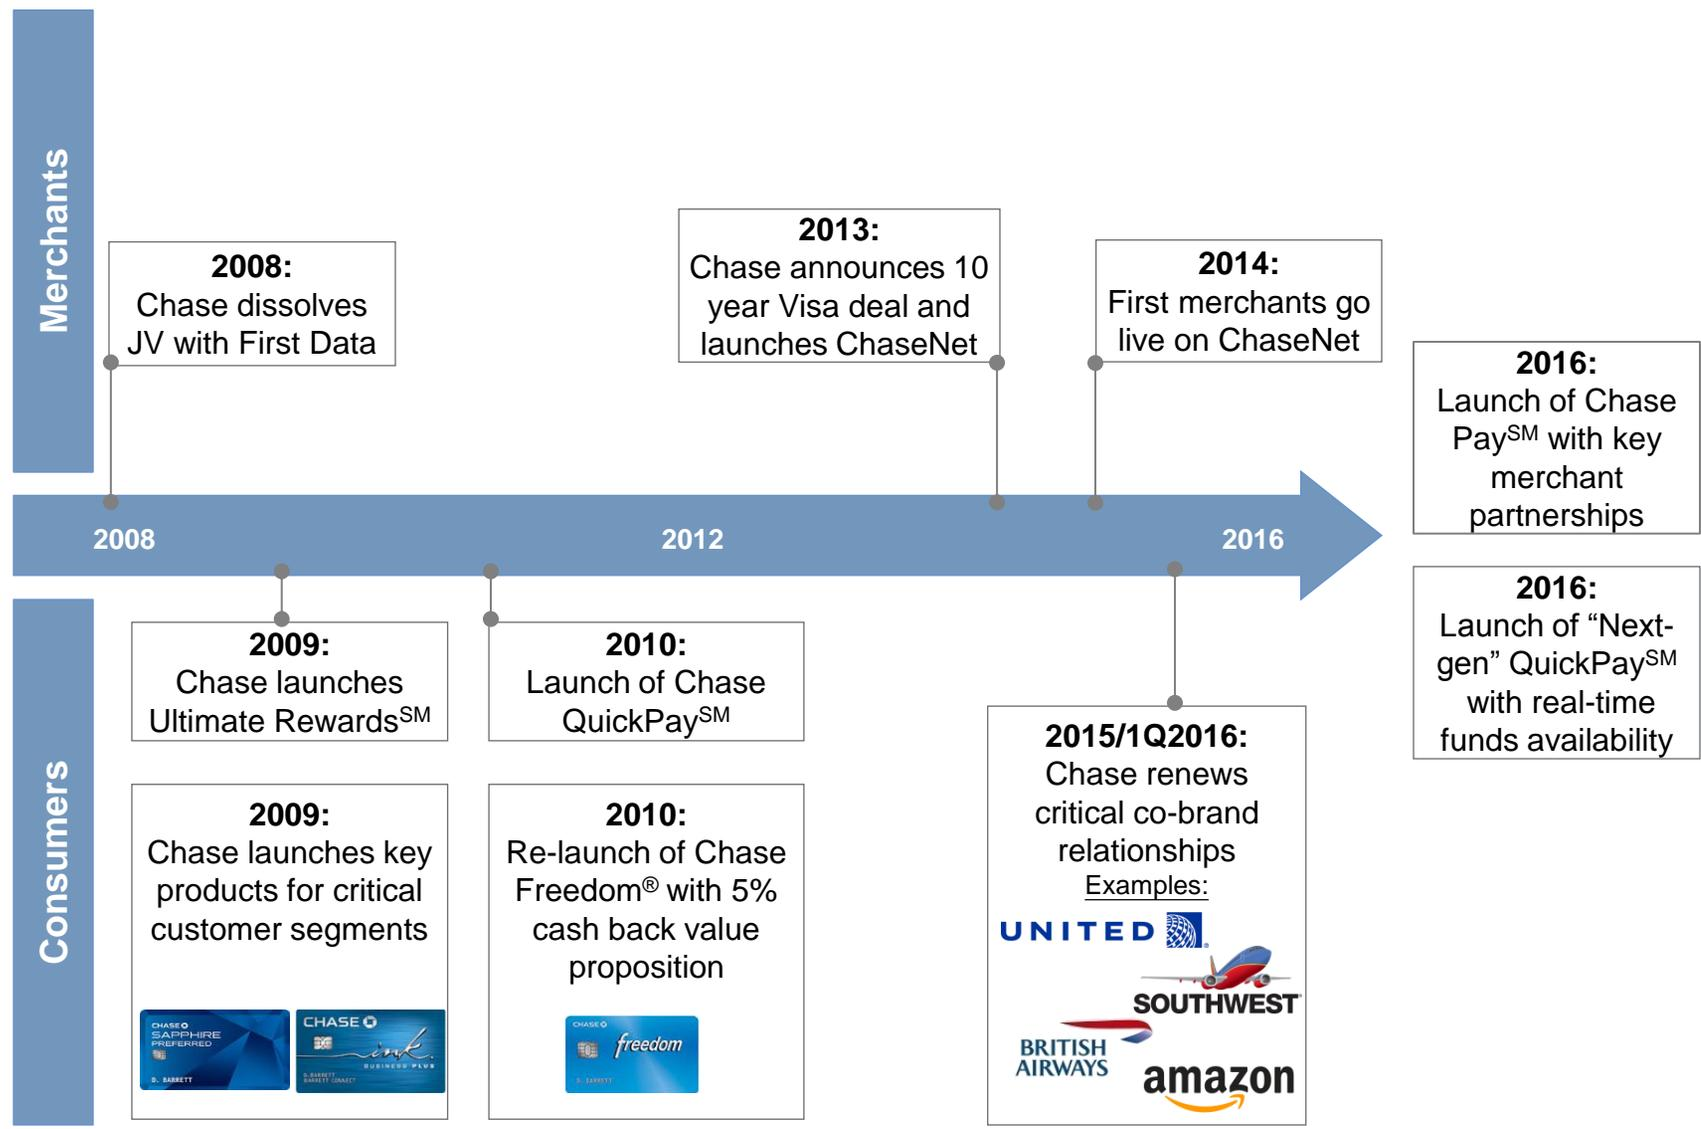 Merchants
2008:
Chase dissolves
JV with First Data
2013:
Chase announces 10
year Visa deal and
launches ChaseNet
2014:
First merchants go
live on ChaseNet
2016:
Launch of Chase
Pay℠ with key
merchant
partnerships
2008
2012
2016
2016:
Launch of “Next-
gen” QuickPay℠
with real-time
funds availability
Consumers
2009:
Chase launches
Ultimate Rewards℠
2010:
Launch of Chase
QuickPay℠
2009:
Chase launches key
products for critical
customer segments
CHASE
SAPPHIRE
PREFERRED
D. BARRETT
CHASE
ink.
BUSINESS PLUS
D. BARRETT
BARRETT CONNECT
2010:
Re-launch of Chase
Freedom® with 5%
cash back value
proposition
CHASE
freedom
D. BARRETT
2015/1Q2016:
Chase renews
critical co-brand
relationships
Examples:
UNITED
SOUTHWEST
BRITISH
AIRWAYS
amazon